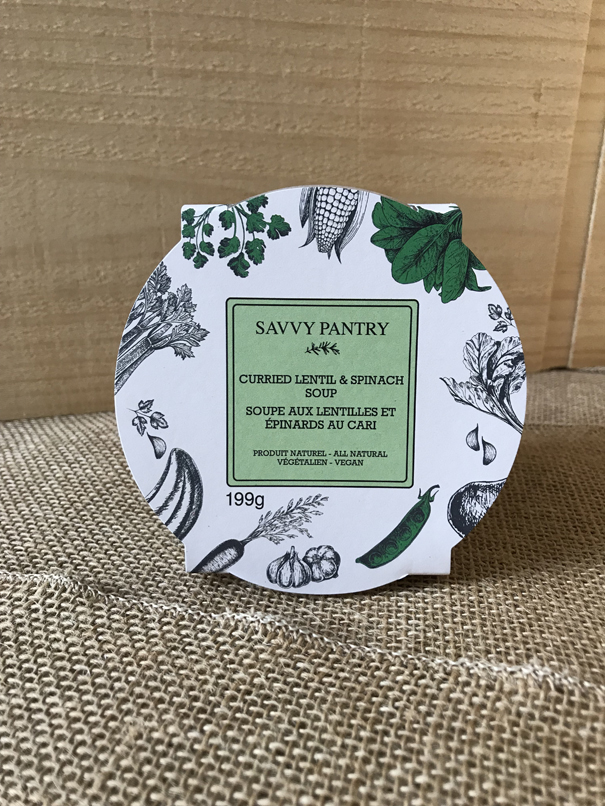 SAVVY PANTRY
CURRIED LENTIL & SPINACH
SOUP
SOUPE AUX LENTILLES ET
ÉPINARDS AU CARI
PRODUIT NATUREL - ALL NATURAL
VÉGÉTALIEN - VEGAN
199g